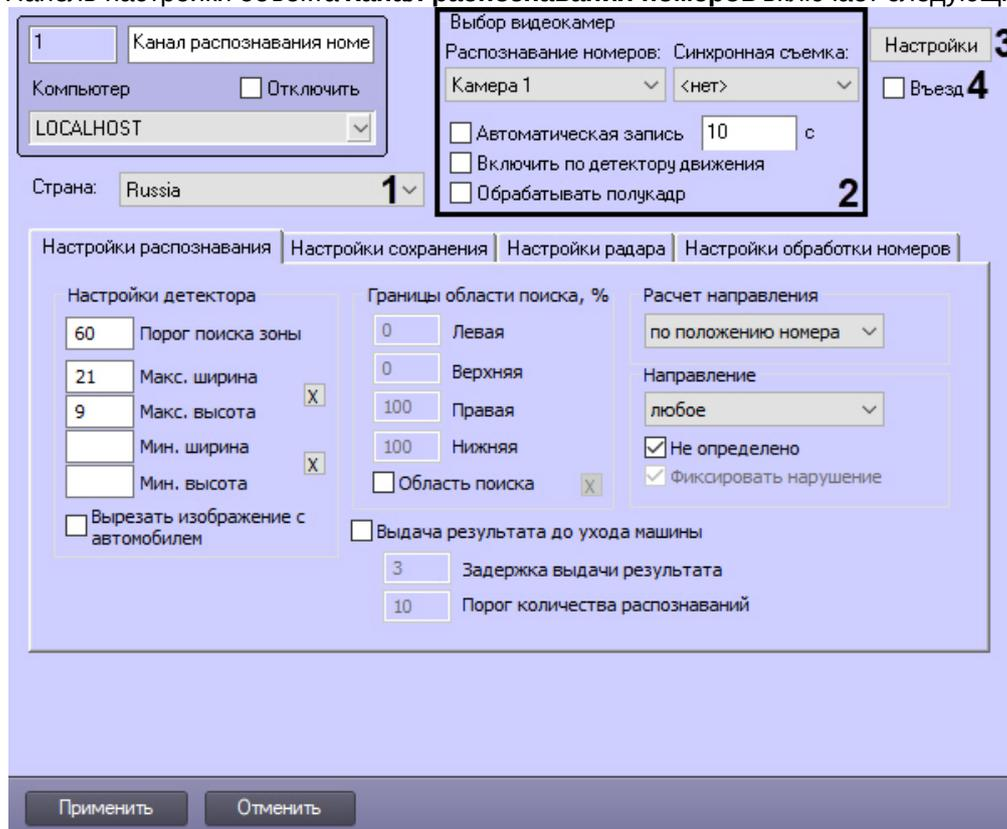 Панель настройки объекта Канал распознавания номеров включает следующи
1
Канал распознавания номе
Компьютер
Отключить
LOCALHOST
Страна:
Russia
1
Выбор видеокамер
Распознавание номеров:
Синхронная съемка:
Камера 1
<нет>
Автоматическая запись
10
с
Включить по детектору движения
Обрабатывать полукадр
2
Настройки
3
Въезд
4
Настройки распознавания
Настройки сохранения
Настройки радара
Настройки обработки номеров
Настройки детектора
60
Порог поиска зоны
21
Макс. ширина
9
Макс. высота
X
Мин. ширина
Мин. высота
X
Вырезать изображение с
автомобилем
Границы области поиска, %
0
Левая
0
Верхняя
100
Правая
100
Нижняя
Область поиска
X
Расчет направления
по положению номера
Направление
любое
Не определено
Фиксировать нарушение
Выдача результата до ухода машины
3
Задержка выдачи результата
10
Порог количества распознаваний
Применить
Отменить